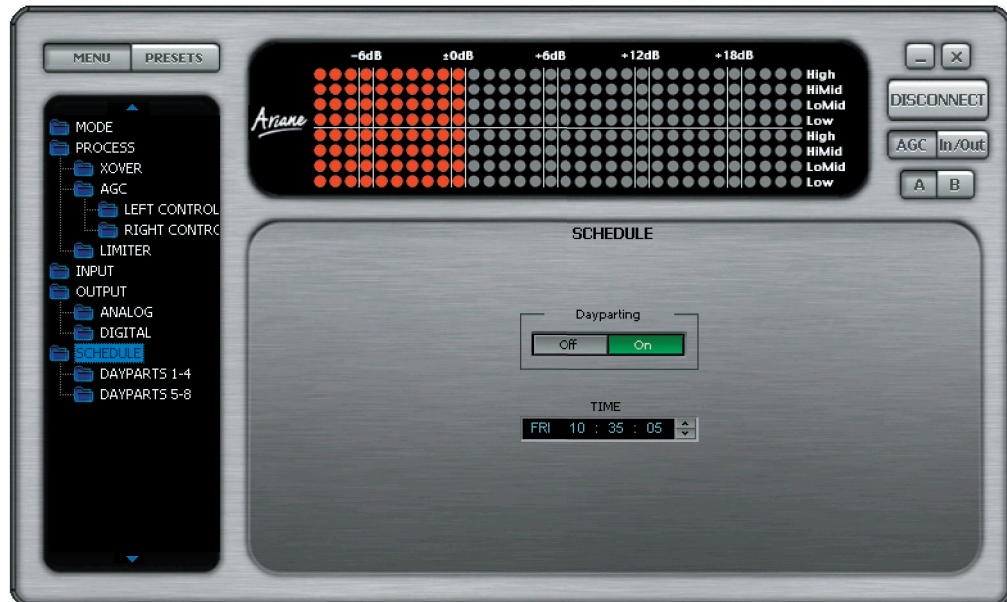 MENU PRESETS
-6dB ±0dB +6dB +12dB +18dB
High
HiMid
LoMid
Low
High
HiMid
LoMid
Low
Ariane
DISCONNECT
AGC In/Out
A B
MODE
PROCESS
XOVER
AGC
LEFT CONTROL
RIGHT CONTRO
LIMITER
INPUT
OUTPUT
ANALOG
DIGITAL
SCHEDULE
DAYPARTS 1-4
DAYPARTS 5-8
SCHEDULE
Dayparting
Off On
TIME
FRI 10 : 35 : 05